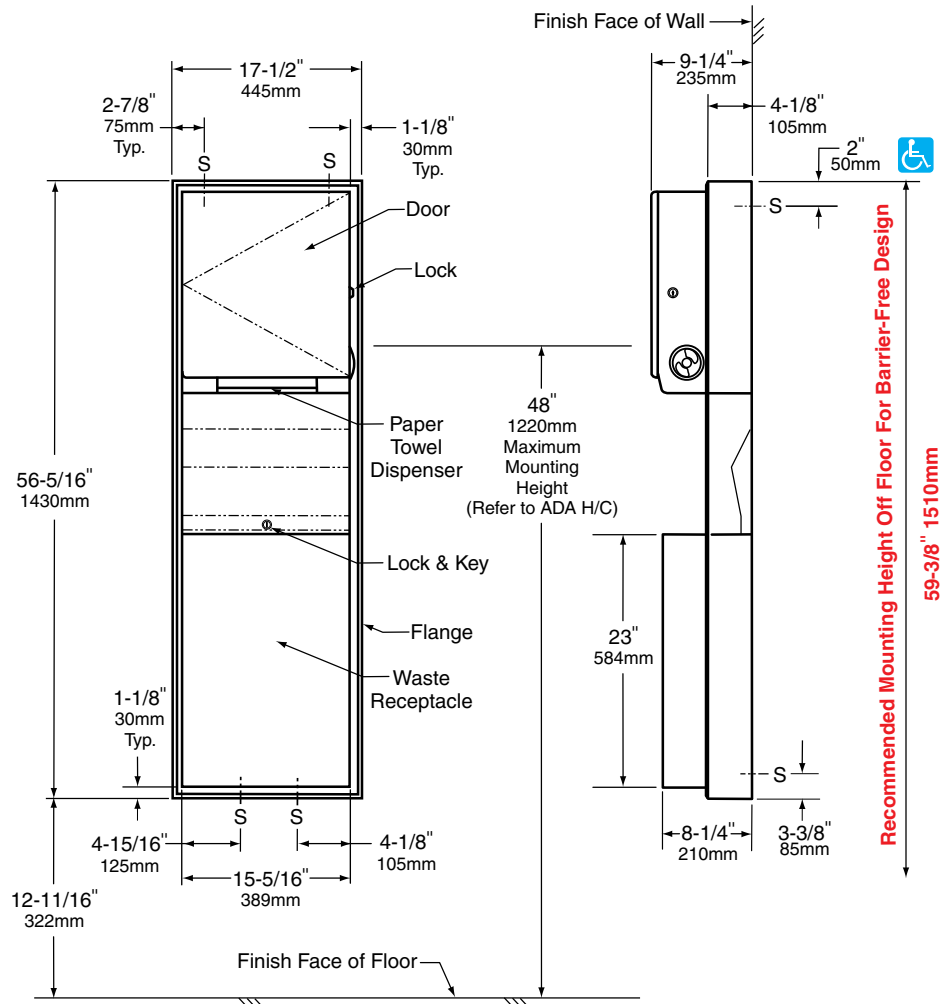 Finish Face of Wall
17-1/2"
445mm
9-1/4"
235mm
2-7/8"
75mm
Typ.
1-1/8"
30mm
Typ.
4-1/8"
105mm
2"
50mm
S
S
S
Door
Lock
Paper
Towel
Dispenser
48"
1220mm
Maximum
Mounting
Height
(Refer to ADA H/C)
56-5/16"
1430mm
Lock & Key
Flange
23"
584mm
Waste
Receptacle
1-1/8"
30mm
Typ.
S
S
S
4-15/16"
125mm
4-1/8"
105mm
8-1/4"
210mm
3-3/8"
85mm
15-5/16"
389mm
12-11/16"
322mm
Finish Face of Floor
Recommended Mounting Height Off Floor For Barrier-Free Design
59-3/8" 1510mm